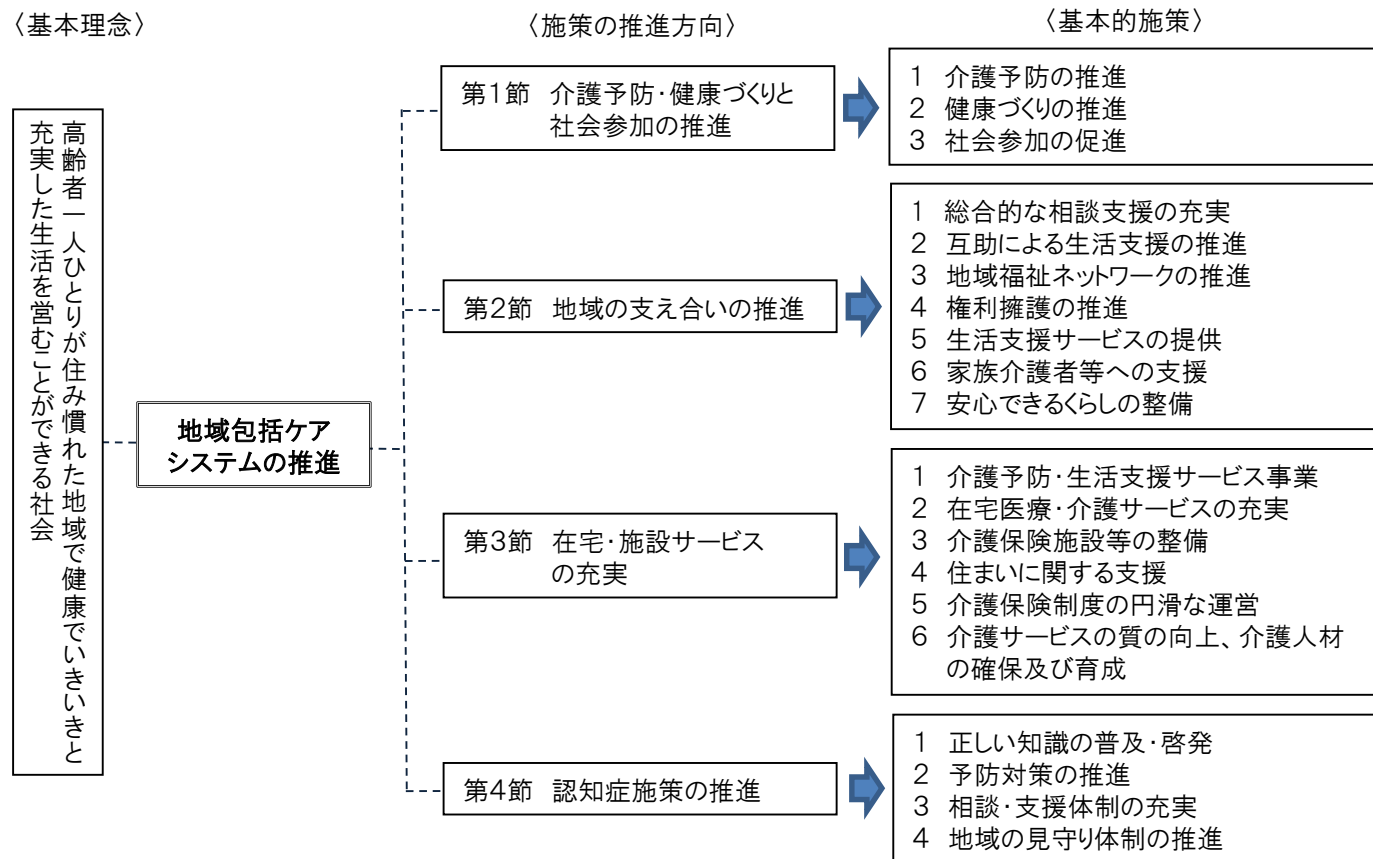 〈基本理念〉
〈施策の推進方向〉
〈基本的施策〉
高齢者一人ひとりが住み慣れた地域で健康でいきいきと
充実した生活を営むことができる社会
地域包括ケア
システムの推進
第1節 介護予防・健康づくりと
社会参加の推進
1 介護予防の推進
2 健康づくりの推進
3 社会参加の促進
第2節 地域の支え合いの推進
1 総合的な相談支援の充実
2 互助による生活支援の推進
3 地域福祉ネットワークの推進
4 権利擁護の推進
5 生活支援サービスの提供
6 家族介護者等への支援
7 安心できるくらしの整備
第3節 在宅・施設サービス
の充実
1 介護予防・生活支援サービス事業
2 在宅医療・介護サービスの充実
3 介護保険施設等の整備
4 住まいに関する支援
5 介護保険制度の円滑な運営
6 介護サービスの質の向上、介護人材
の確保及び育成
第4節 認知症施策の推進
1 正しい知識の普及・啓発
2 予防対策の推進
3 相談・支援体制の充実
4 地域の見守り体制の推進